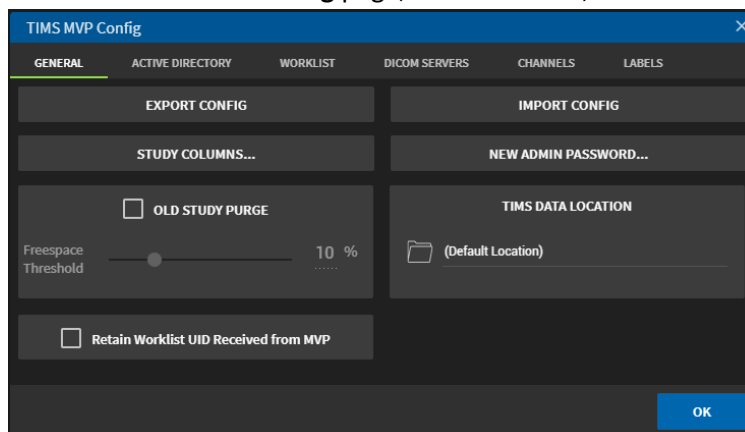 TIMS MVP Config
GENERAL ACTIVE DIRECTORY WORKLIST DICOM SERVERS CHANNELS LABELS
EXPORT CONFIG IMPORT CONFIG
STUDY COLUMNS... NEW ADMIN PASSWORD...
OLD STUDY PURGE TIMS DATA LOCATION
Freespace
Threshold
10 %
(Default Location)
Retain Worklist UID Received from MVP
OK